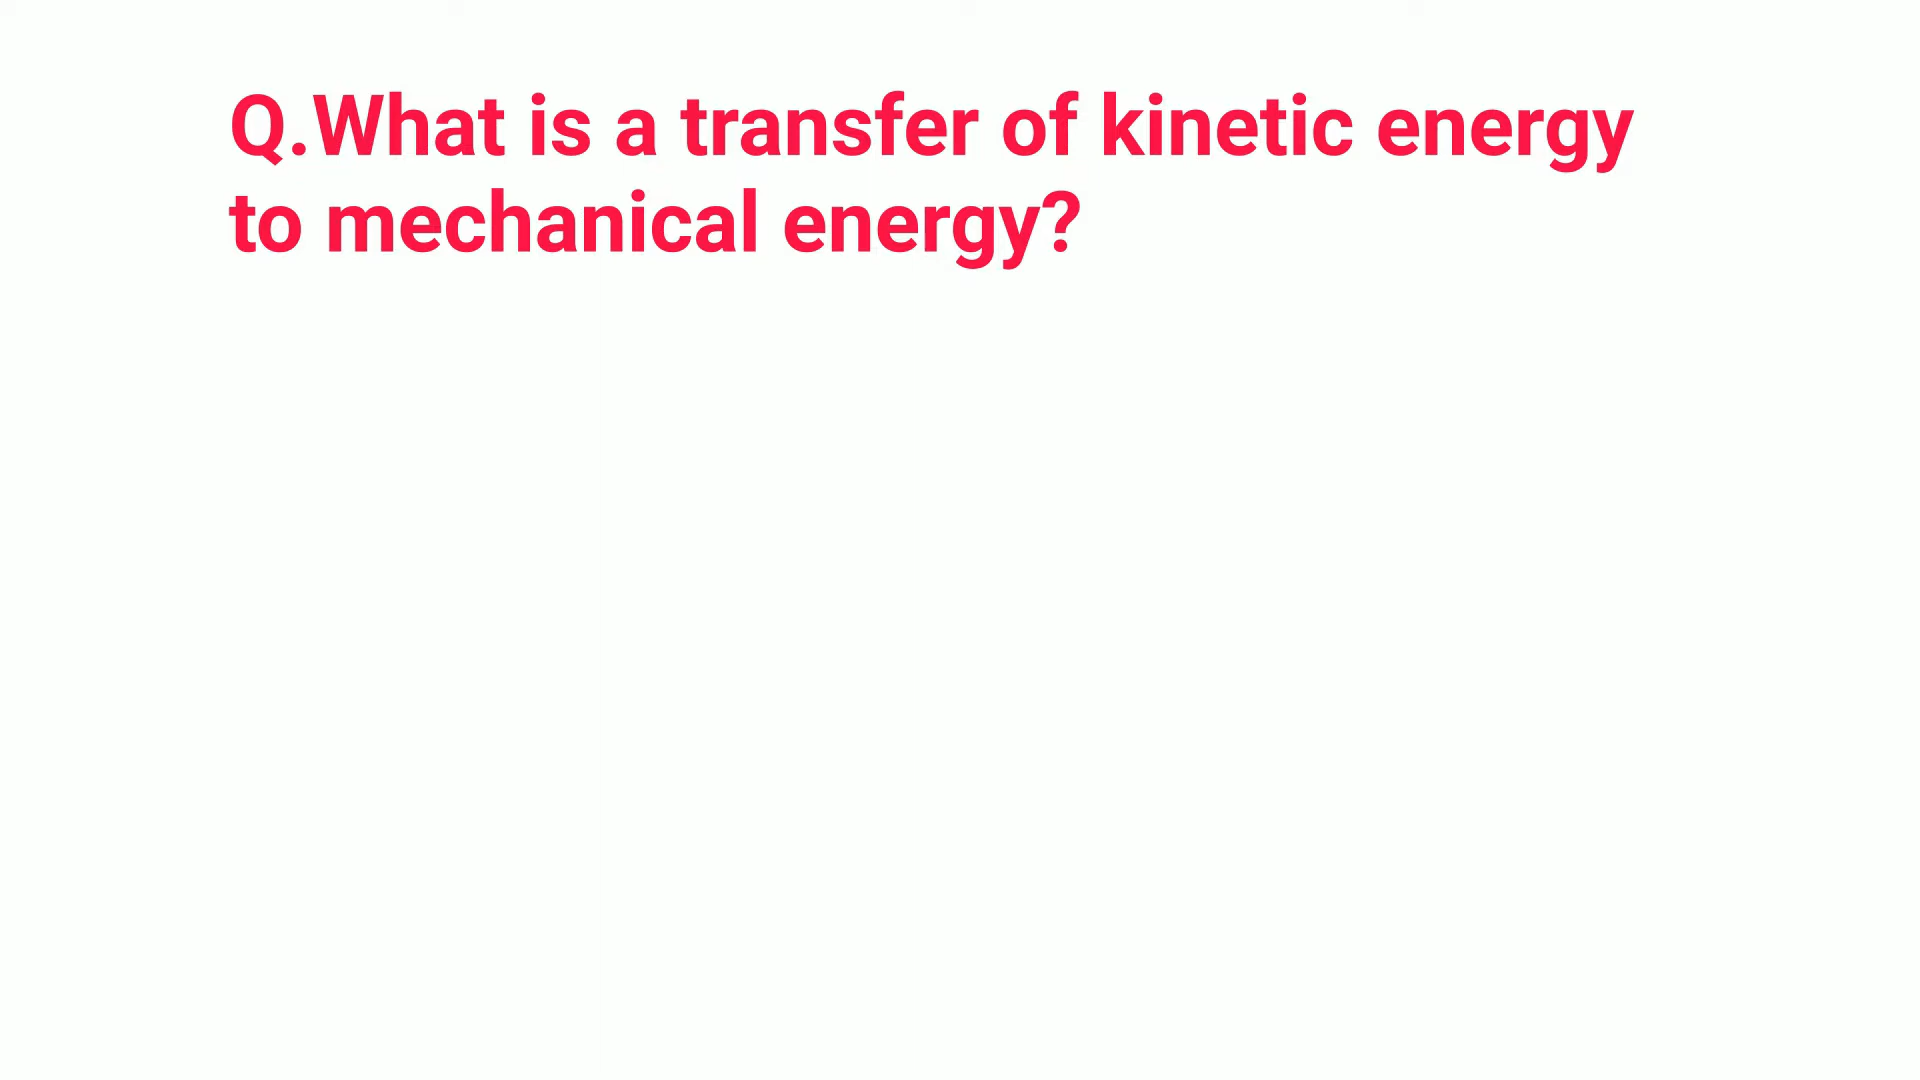 Q.What is a transfer of kinetic energy
to mechanical energy?